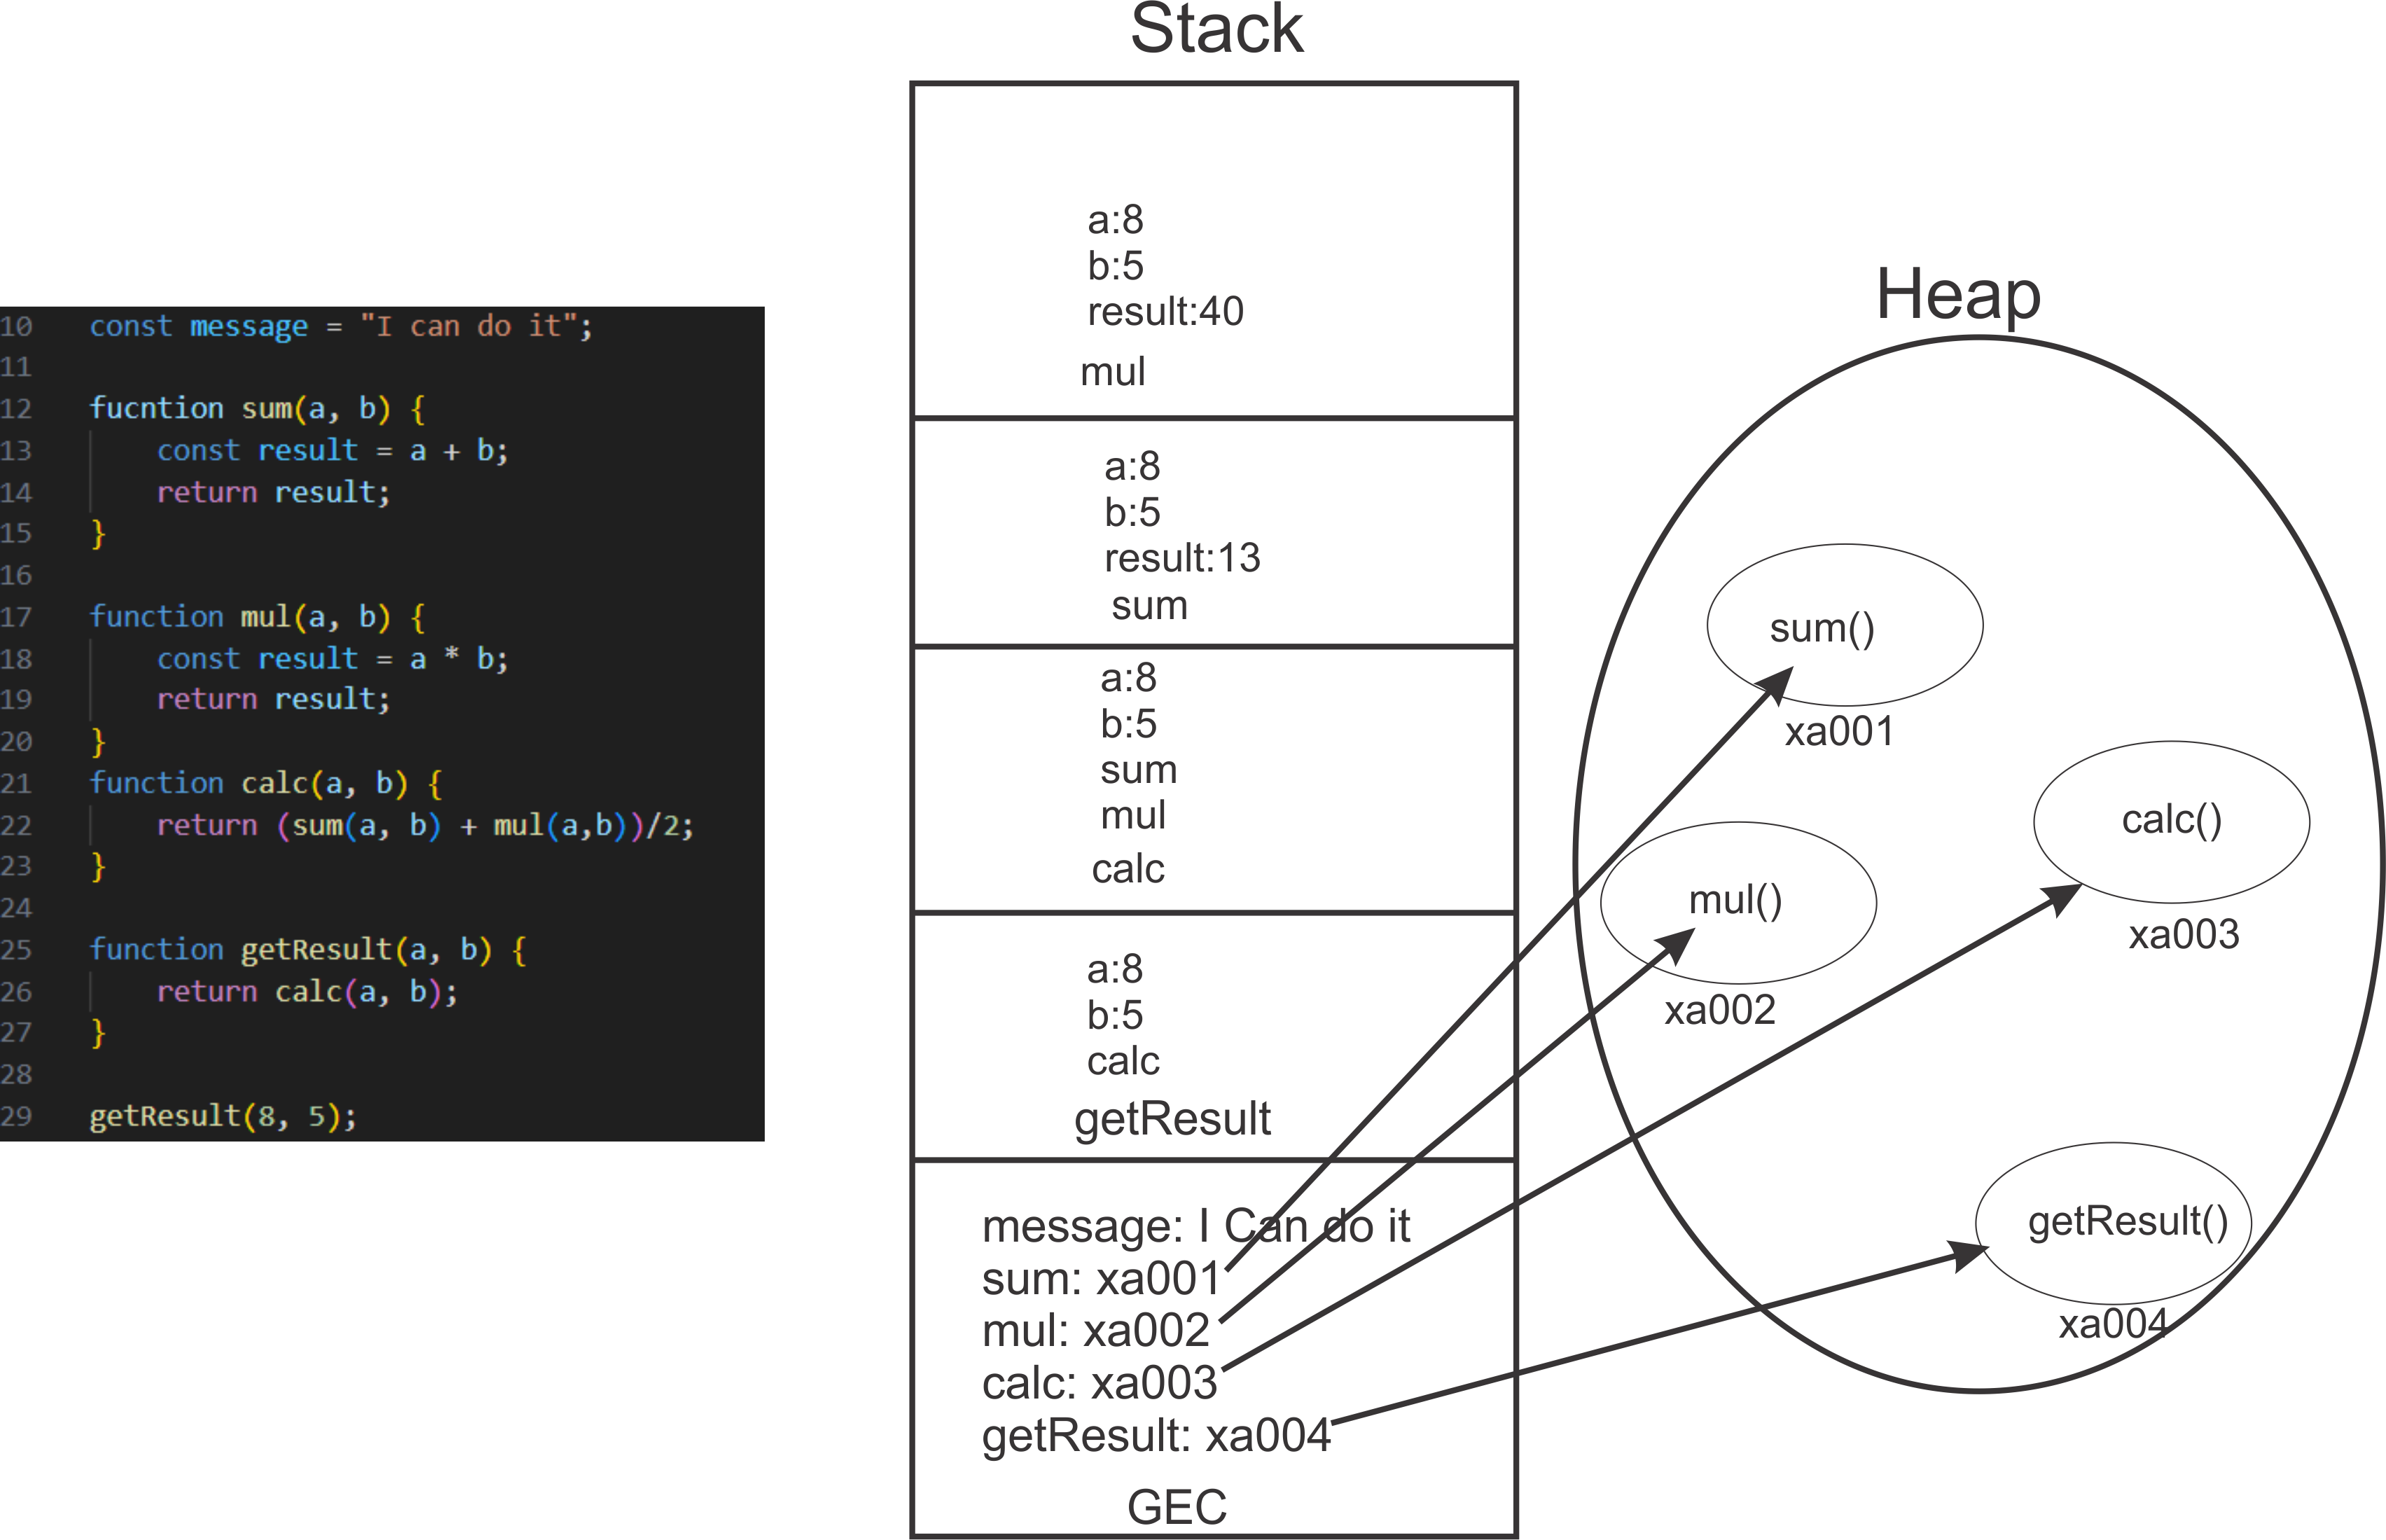 10 const message = "I can do it";
11
12 fucntion sum(a, b) {
13 const result = a + b;
14 return result;
15 }
16
17 function mul(a, b) {
18 const result = a * b;
19 return result;
20 }
21 function calc(a, b) {
22 return (sum(a, b) + mul(a,b))/2;
23 }
24
25 function getResult(a, b) {
26 return calc(a, b);
27 }
28
29 getResult(8, 5);
Stack
a:8
b:5
result:40
mul
a:8
b:5
result:13
sum
a:8
b:5
sum
mul
calc
a:8
b:5
calc
getResult
message: I Can do it
sum: xa001
mul: xa002
calc: xa003
getResult: xa004
GEC
Heap
sum()
xa001
calc()
xa003
mul()
xa002
getResult()
xa004